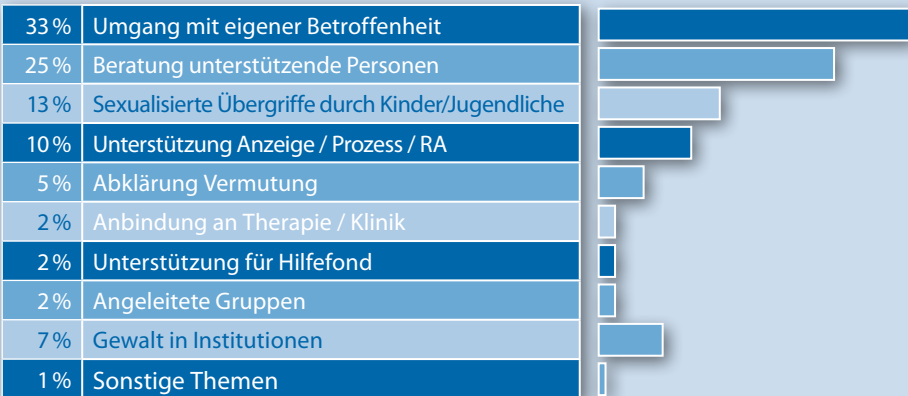 33 % Umgang mit eigener Betroffenheit
25 % Beratung unterstützende Personen
13 % Sexualisierte Übergriffe durch Kinder/Jugendliche
10 % Unterstützung Anzeige / Prozess / RA
5 % Abklärung Vermutung
2 % Anbindung an Therapie / Klinik
2 % Unterstützung für Hilfefond
2 % Angeleitete Gruppen
7 % Gewalt in Institutionen
1 % Sonstige Themen